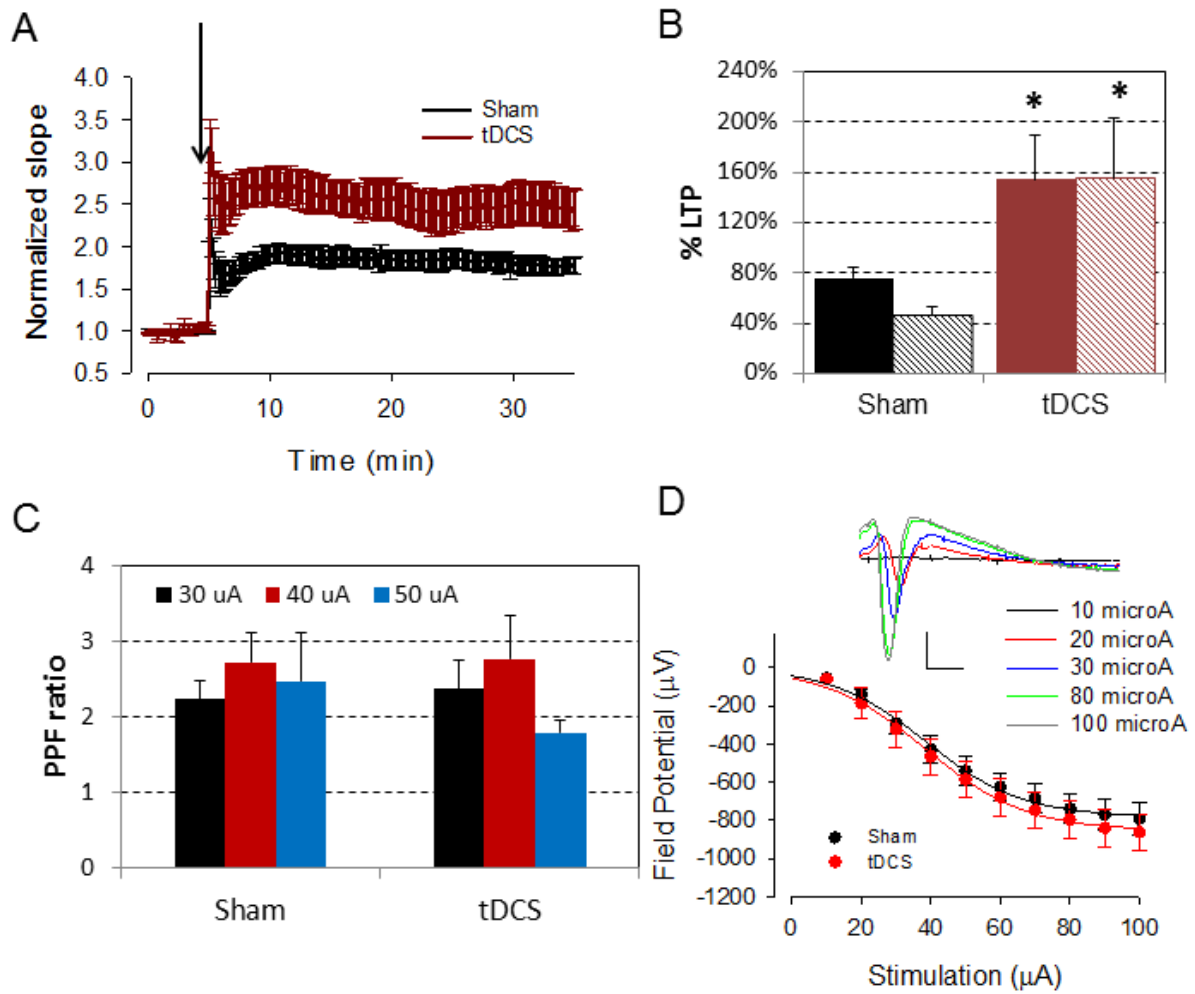 A
4.0
3.5
3.0
2.5
2.0
1.5
1.0
0.5
Normalized slope
Sham
tDCS
0 10 20 30
Time (min)
B
240%
200%
160%
120%
80%
40%
0%
% LTP
* *
Sham tDCS
C
4
3
2
1
0
PPF ratio
30 uA 40 uA 50 uA
Sham tDCS
D
10 microA
20 microA
30 microA
80 microA
100 microA
0
-200
-400
-600
-800
-1000
-1200
Field Potential (μV)
Sham
tDCS
0 20 40 60 80 100
Stimulation (μA)